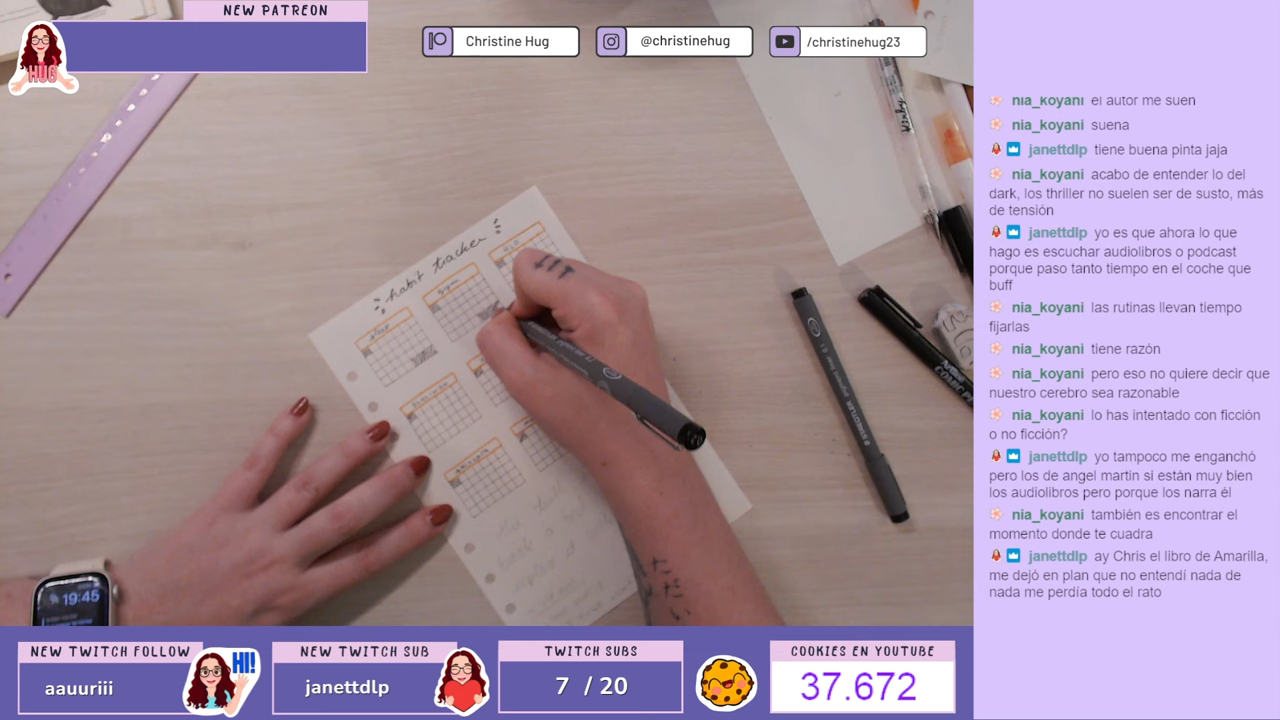 NEW PATREON
HUG
Christine Hug
@christinehug
/christinehug23
nia_koyani el autor me suen
nia_koyani suena
janettdlp tiene buena pinta jaja
nia_koyani acabo de entender lo del
dark, los thriller no suelen ser de susto, más
de tensión
janettdlp yo es que ahora lo que
hago es escuchar audiolibros o podcast
porque paso tanto tiempo en el coche que
buff
nia_koyani las rutinas llevan tiempo
fijarlas
nia_koyani tiene razón
nia_koyani pero eso no quiere decir que
nuestro cerebro sea razonable
nia_koyani lo has intentado con ficción
o no ficción?
janettdlp yo tampoco me enganchó
pero los de angel martin si están muy bien
los audiolibros pero porque los narra él
nia_koyani también es encontrar el
momento donde te cuadra
janettdlp ay Chris el libro de Amarilla,
me dejó en plan que no entendí nada de
nada me perdía todo el rato
habit tracker
gym
STAEDTLER
ただい
19:45
NEW TWITCH FOLLOW
aauuriii
HI!
NEW TWITCH SUB
janettdlp
TWITCH SUBS
7 / 20
COOKIES EN YOUTUBE
37.672